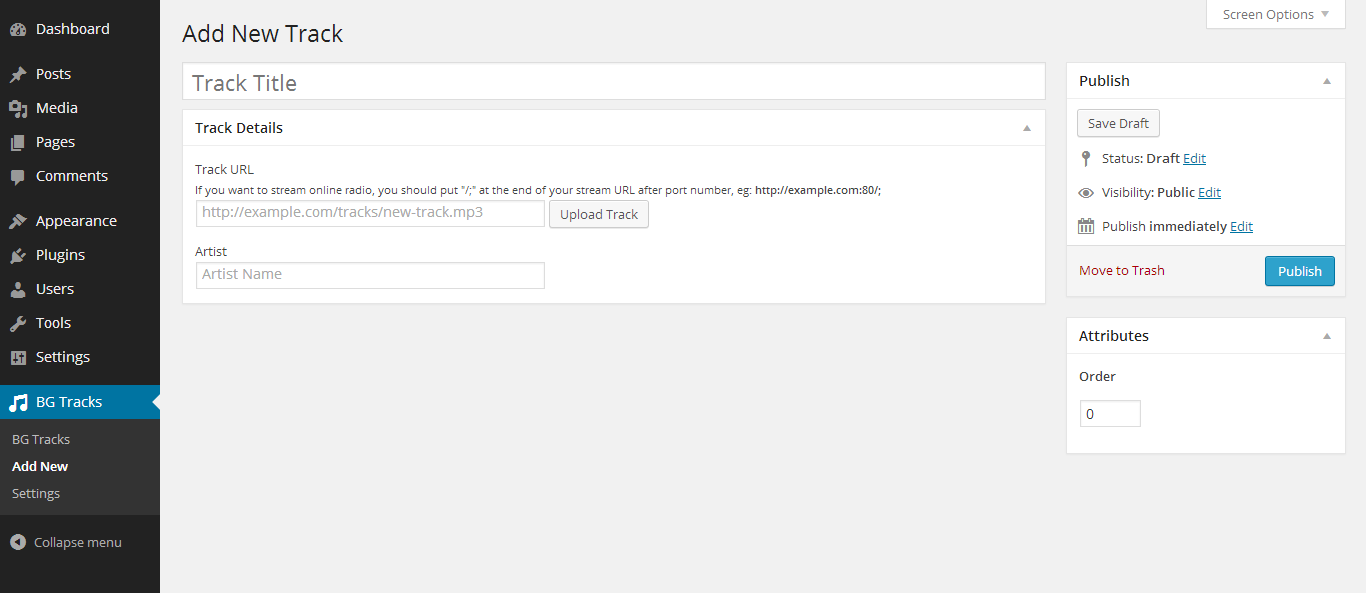 Dashboard
Posts
Media
Pages
Comments
Appearance
Plugins
Users
Tools
Settings
BG Tracks
BG Tracks
Add New
Settings
Collapse menu
Screen Options
Add New Track
Track Title
Track Details
Track URL
If you want to stream online radio, you should put "/;" at the end of your stream URL after port number, eg: http://example.com:80/;
http://example.com/tracks/new-track.mp3
Upload Track
Artist
Artist Name
Publish
Save Draft
Status: Draft Edit
Visibility: Public Edit
Publish immediately Edit
Move to Trash
Publish
Attributes
Order
0